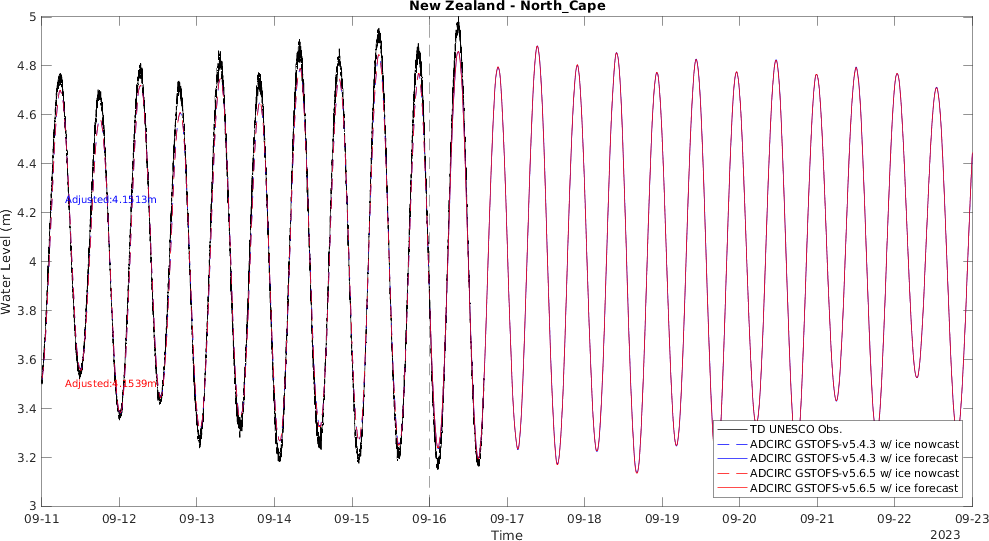 New Zealand - North_Cape
Water Level (m)
5
4.8
4.6
4.4
4.2
4
3.8
3.6
3.4
3.2
3
Adjusted:4.1513m
Adjusted:4.1539m
TD UNESCO Obs.
ADCIRC GSTOFS-v5.4.3 w/ ice nowcast
ADCIRC GSTOFS-v5.4.3 w/ ice forecast
ADCIRC GSTOFS-v5.6.5 w/ ice nowcast
ADCIRC GSTOFS-v5.6.5 w/ ice forecast
09-11 09-12 09-13 09-14 09-15 09-16 09-17 09-18 09-19 09-20 09-21 09-22 09-23
Time
2023